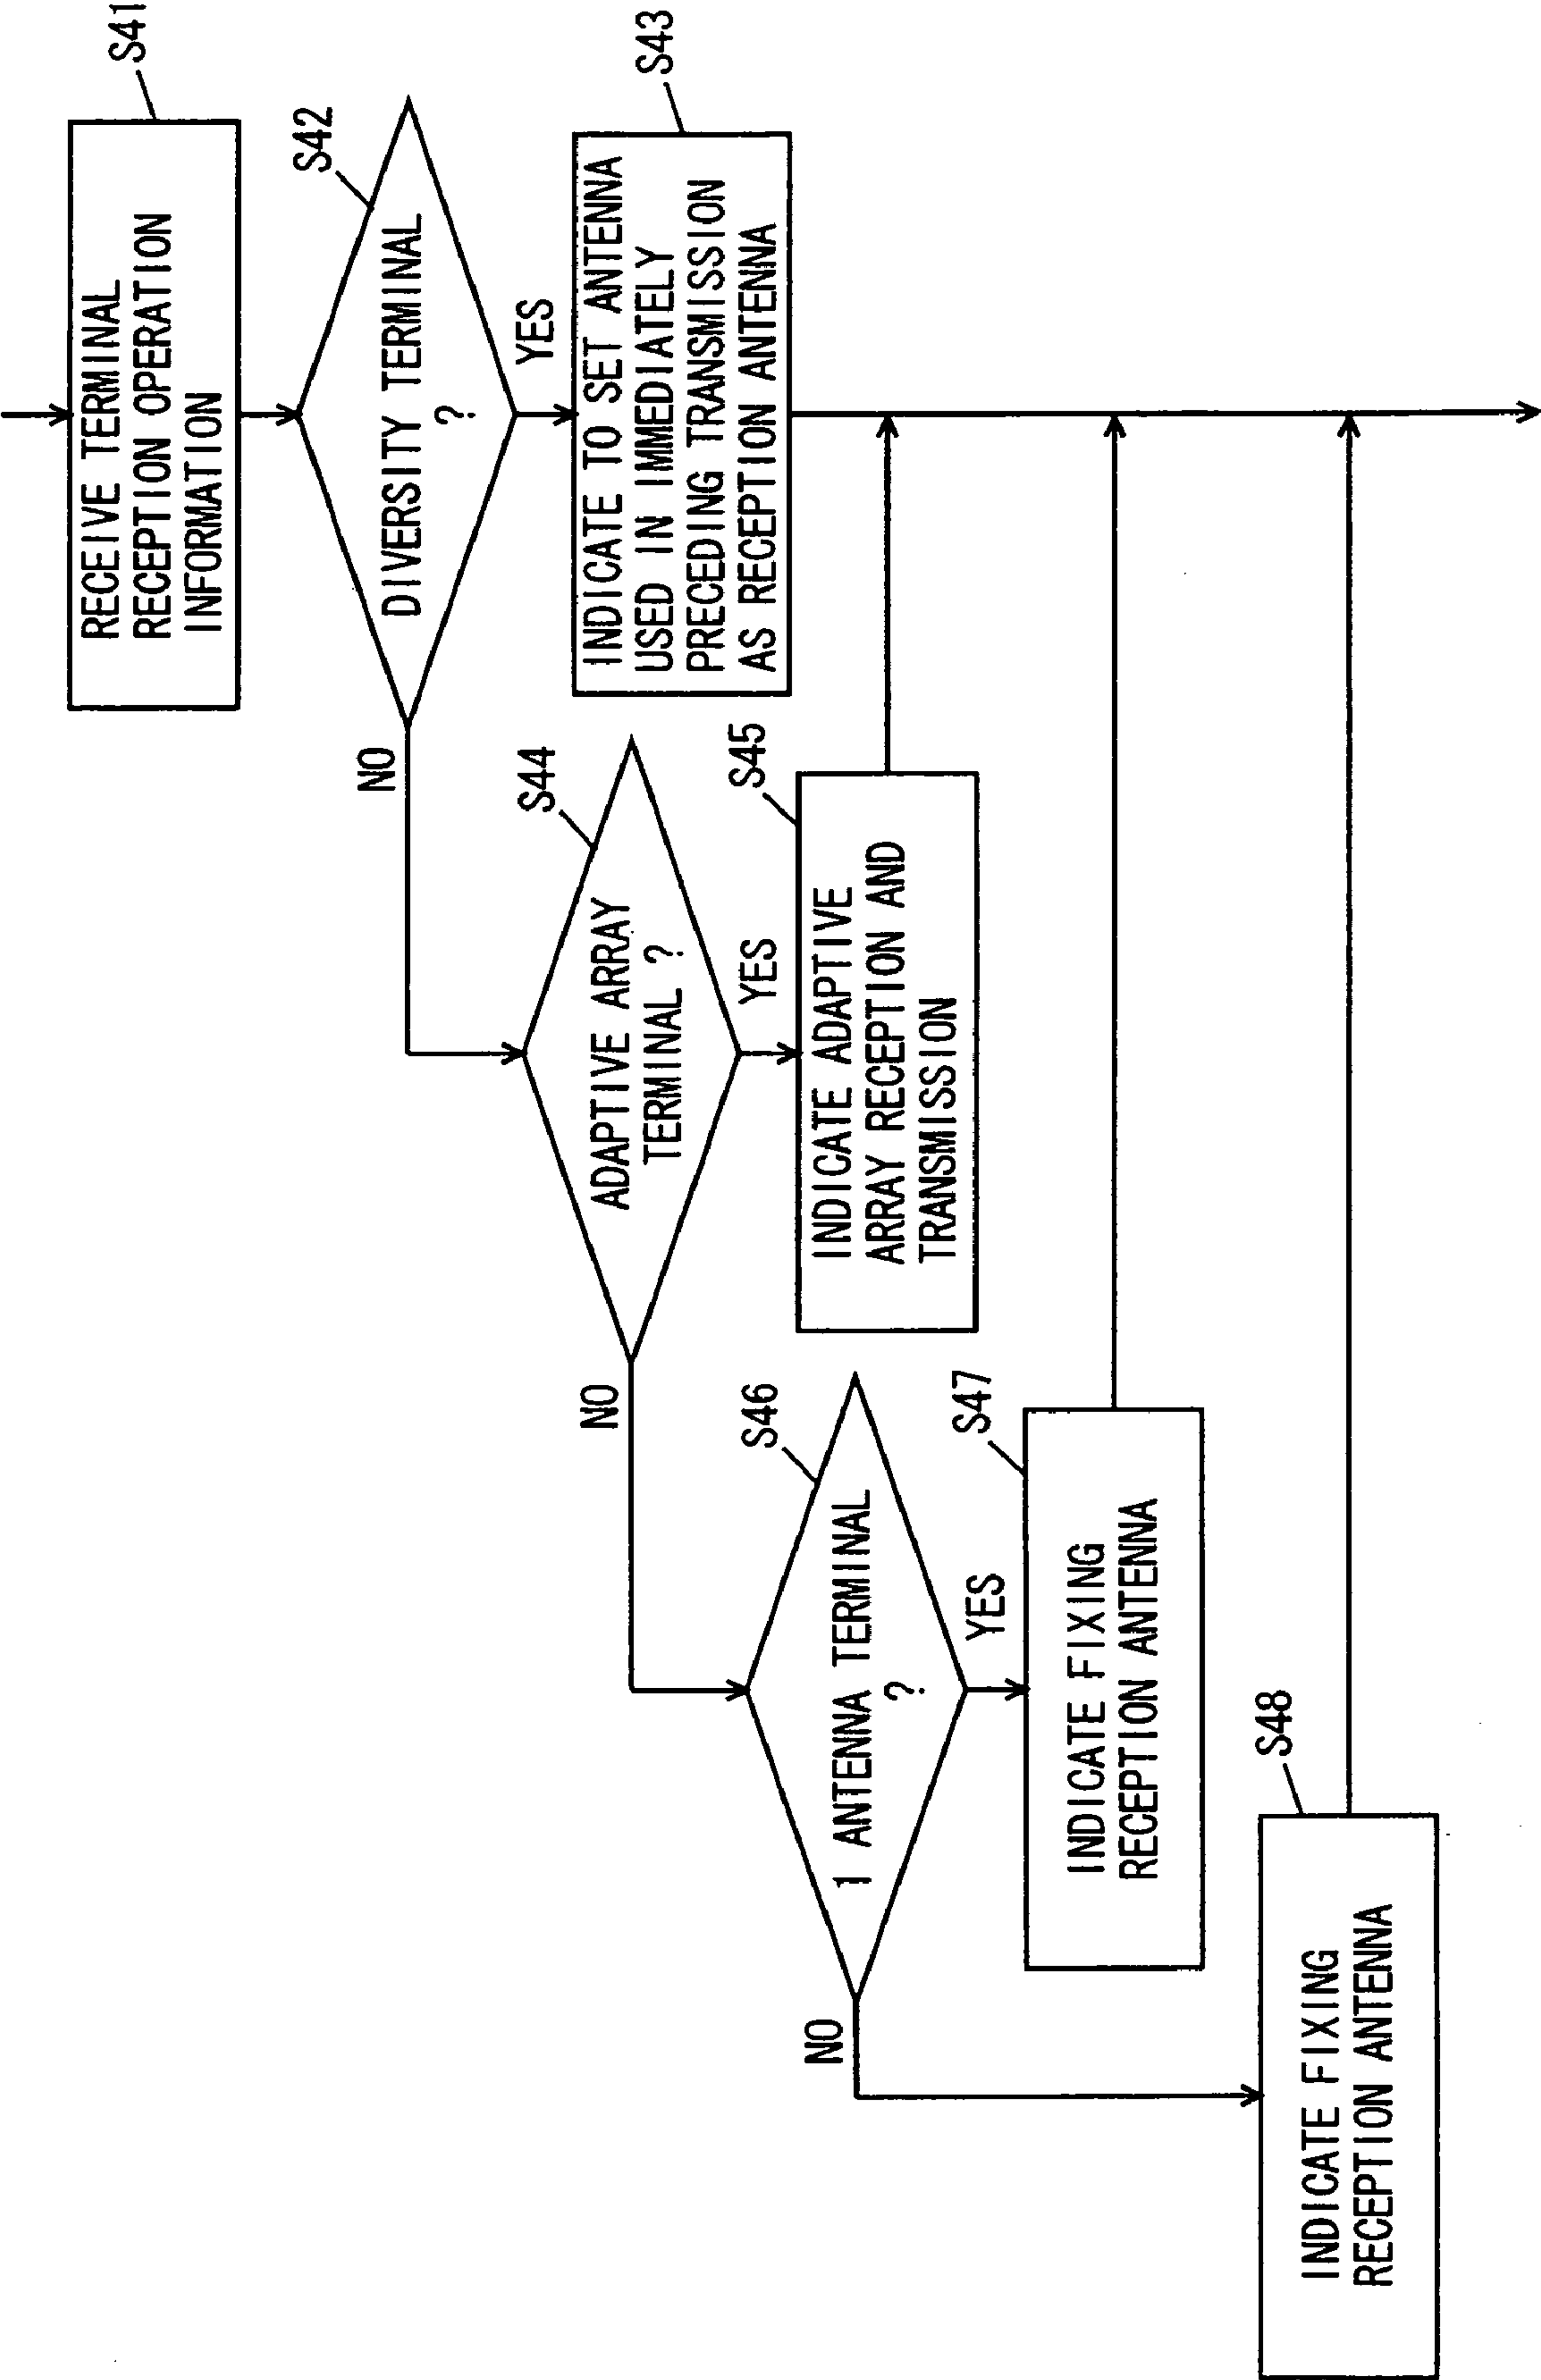 S41
RECEIVE TERMINAL
RECEPTION OPERATION
INFORMATION
S42
DIVERSITY TERMINAL
?
YES
NO
S43
INDICATE TO SET ANTENNA
USED IN IMMEDIATELY
PRECEDING TRANSMISSION
AS RECEPTION ANTENNA
S44
ADAPTIVE ARRAY
TERMINAL ?
YES
NO
S45
INDICATE ADAPTIVE
ARRAY RECEPTION AND
TRANSMISSION
S46
1 ANTENNA TERMINAL
?
YES
NO
S47
INDICATE FIXING
RECEPTION ANTENNA
S48
INDICATE FIXING
RECEPTION ANTENNA